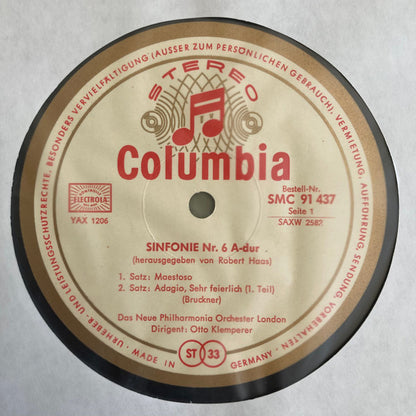 URHEBER- UND LEISTUNGSSCHUTZRECHTE, BESONDERS VERVIELFÄLTIGUNG (AUSSER ZUM PERSÖNLICHEN GEBRAUCH), VERMIETUNG, AUFFÜHRUNG, SENDUNG, VORBEHALTEN
STEREO
Columbia
ELECTROLA
YAX 1206
Bestell-Nr.
SMC 91 437
Seite 1
SAXW 2582
SINFONIE Nr. 6 A-dur
(herausgegeben von Robert Haas)
1. Satz: Maestoso
2. Satz: Adagio, Sehr feierlich (1. Teil)
(Bruckner)
Das Neue Philharmonia Orchester London
Dirigent: Otto Klemperer
MADE IN GERMANY
ST 33